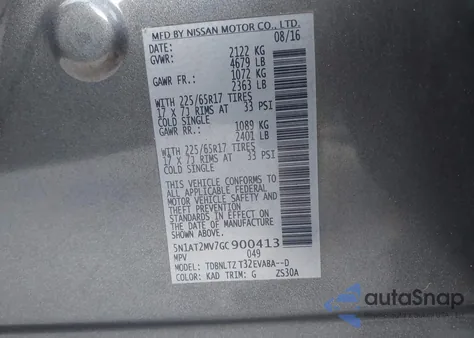 MFD BY NISSAN MOTOR CO., LTD.
DATE: 08/16
GVWR: 2122 KG
4679 LB
GAWR FR.: 1072 KG
2363 LB
WITH 225/65R17 TIRES
17 X 7J RIMS AT 33 PSI
COLD SINGLE
GAWR RR: 1089 KG
2401 LB
WITH 225/65R17 TIRES
17 X 7J RIMS AT 33 PSI
COLD SINGLE
THIS VEHICLE CONFORMS TO
ALL APPLICABLE FEDERAL
MOTOR VEHICLE SAFETY
AND THEFT PREVENTION
STANDARDS IN EFFECT ON
THE DATE OF MANUFACTURE
SHOWN ABOVE.
5N1AT2MV7GC900413
MPV 049
MODEL: TDBNLTZ T32EVA8A--D
COLOR: KAD TRIM: G ZS30A
autoSnap